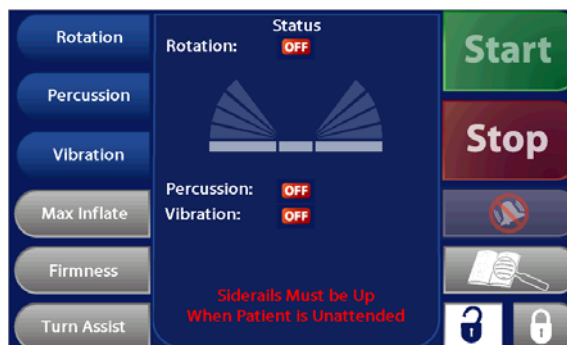 Rotation
Percussion
Vibration
Max Inflate
Firmness
Turn Assist
Status
Rotation: OFF
Percussion: OFF
Vibration: OFF
Siderails Must be Up
When Patient is Unattended
Start
Stop